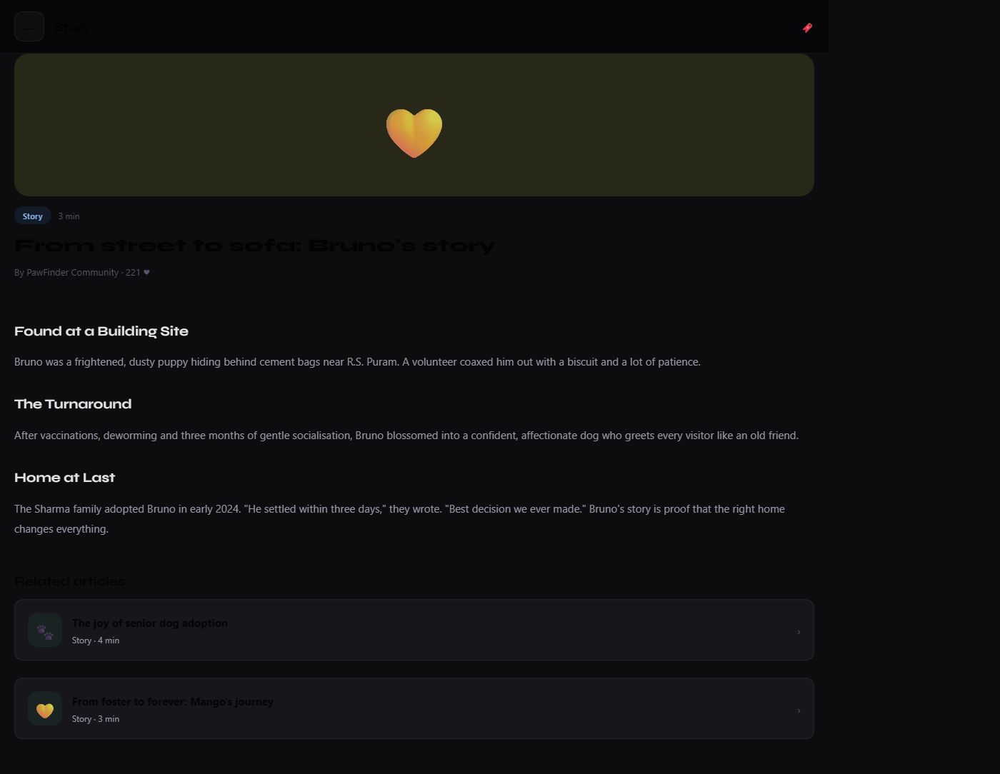 Story
Story 3 min
From street to sofa: Bruno's story
By PawFinder Community · 221 ♥
Found at a Building Site
Bruno was a frightened, dusty puppy hiding behind cement bags near R.S. Puram. A volunteer coaxed him out with a biscuit and a lot of patience.
The Turnaround
After vaccinations, deworming and three months of gentle socialisation, Bruno blossomed into a confident, affectionate dog who greets every visitor like an old friend.
Home at Last
The Sharma family adopted Bruno in early 2024. "He settled within three days," they wrote. "Best decision we ever made." Bruno's story is proof that the right home
changes everything.
Related articles
The joy of senior dog adoption
Story · 4 min
From foster to forever: Mango's journey
Story · 3 min